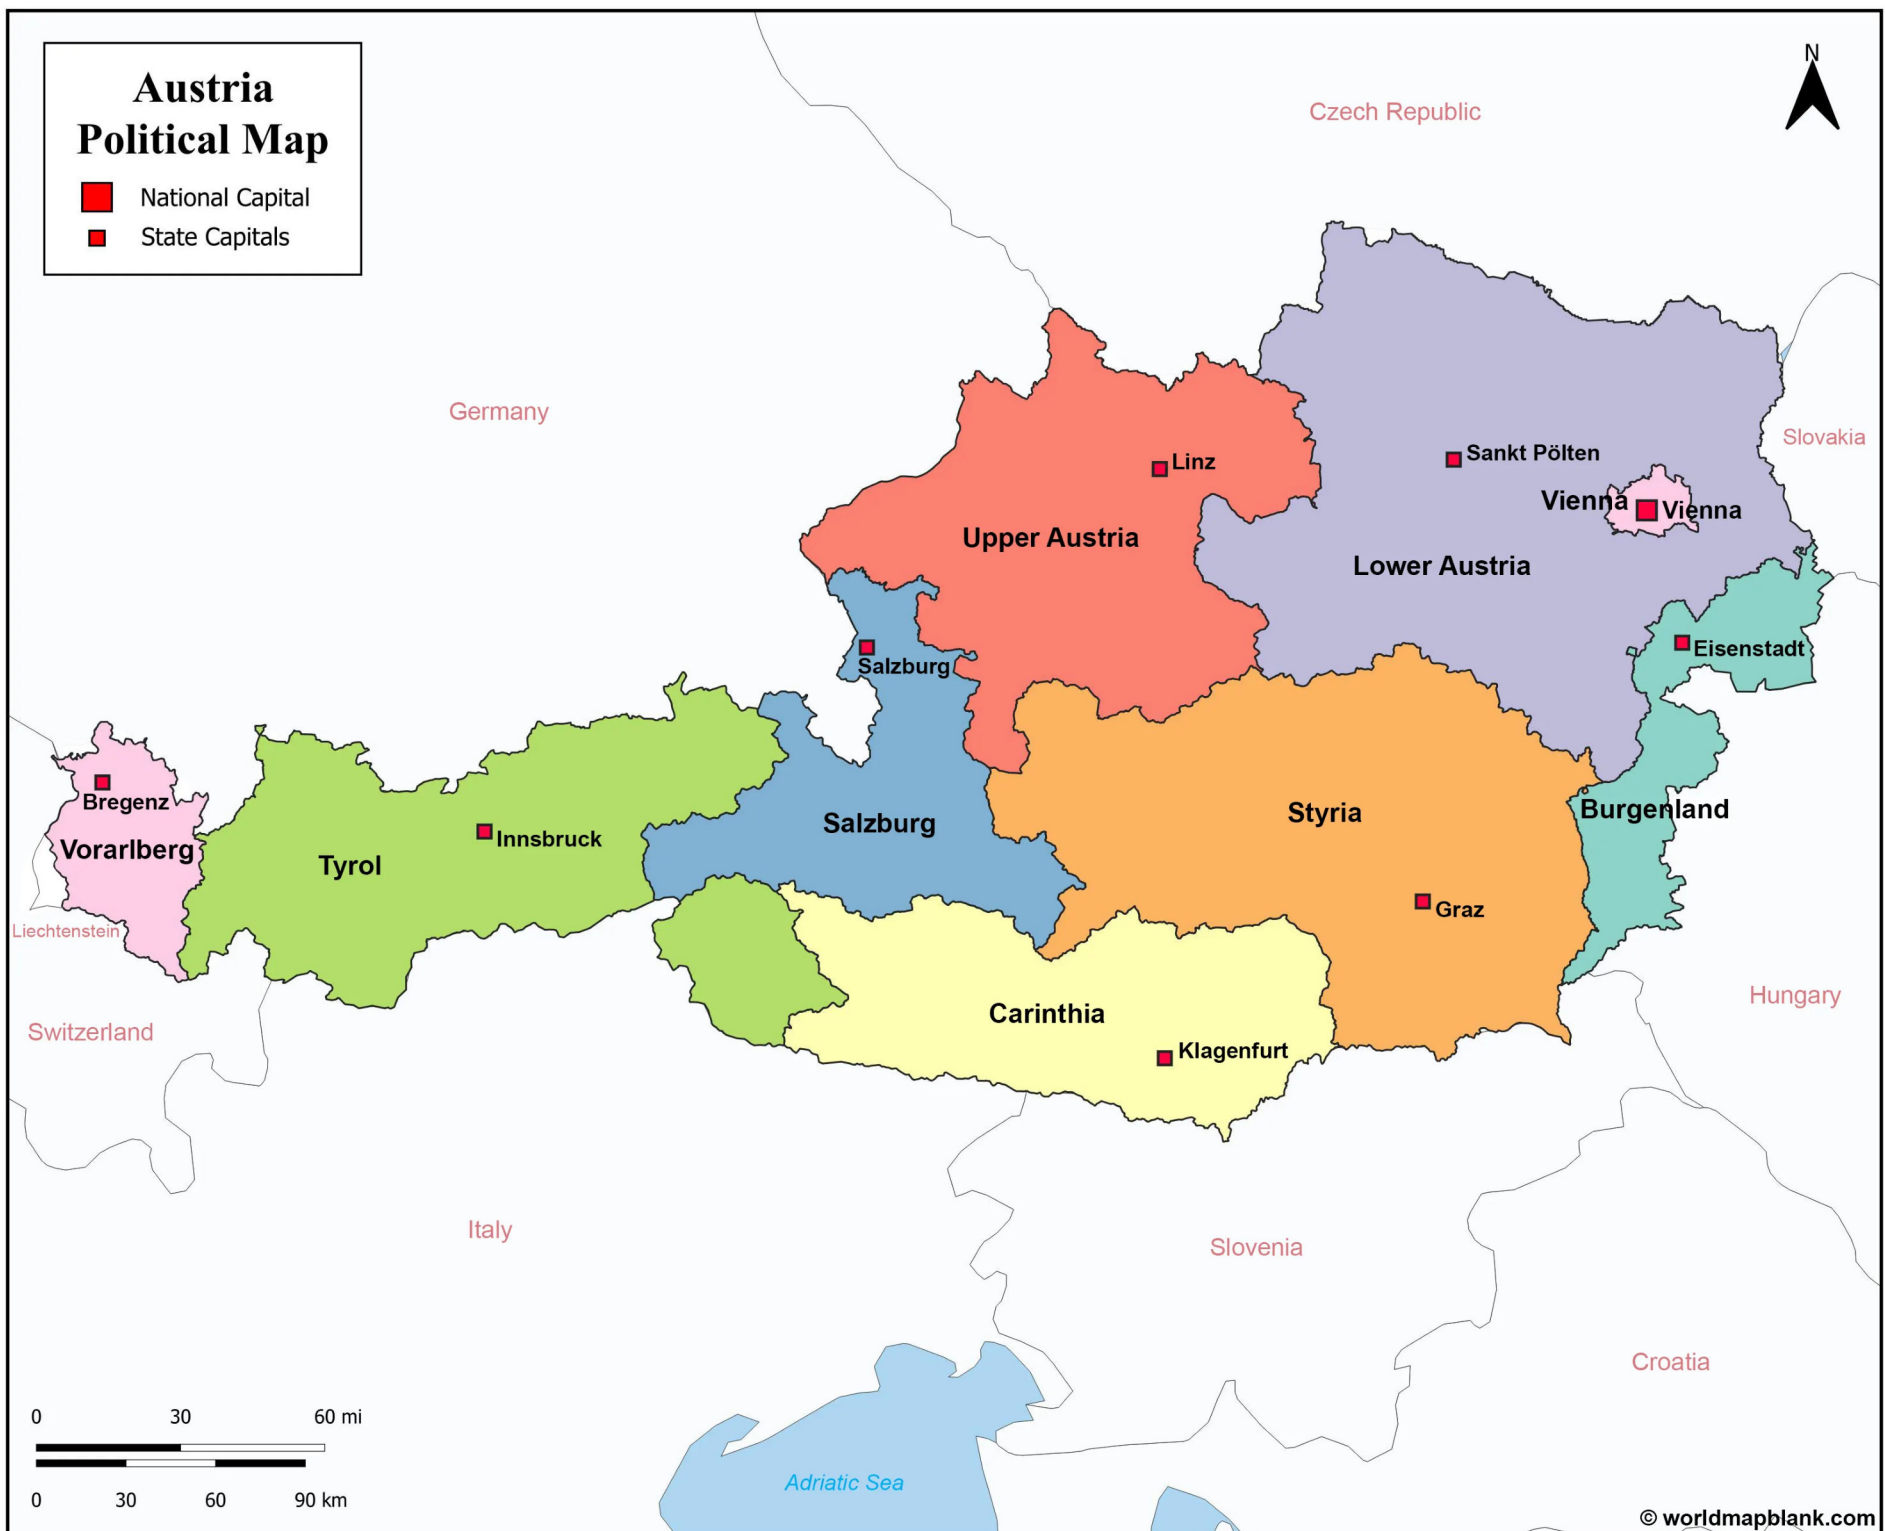 Austria
Political Map
National Capital
State Capitals
N
Czech Republic
Germany
Slovakia
Sankt Pölten
Linz
Vienna
Vienna
Upper Austria
Lower Austria
Eisenstadt
Salzburg
Bregenz
Burgenland
Styria
Salzburg
Innsbruck
Vorarlberg
Tyrol
Graz
Liechtenstein
Hungary
Carinthia
Switzerland
Klagenfurt
Italy
Slovenia
Croatia
0 30 60 mi
Adriatic Sea
0 30 60 90 km
© worldmapblank.com